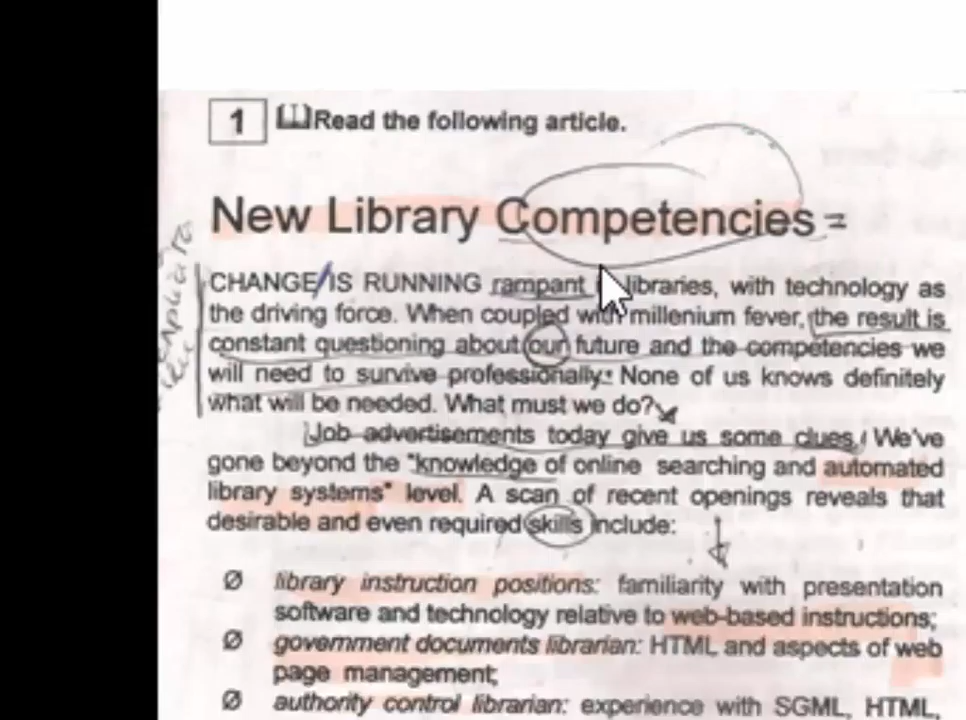 1 Read the following article.
New Library Competencies =
CHANGE/IS RUNNING rampant libraries, with technology as
the driving force. When coupled with millenium fever, the result is
constant questioning about our future and the competencies we
will need to survive professionally. None of us knows definitely
what will be needed. What must we do?
Job advertisements today give us some clues. We've
gone beyond the "knowledge of online searching and automated
library systems" level. A scan of recent openings reveals that
desirable and even required skills include:
Ø library instruction positions: familiarity with presentation
software and technology relative to web-based instructions;
Ø government documents librarian: HTML and aspects of web
page management;
Ø authority control librarian: experience with SGML, HTML,